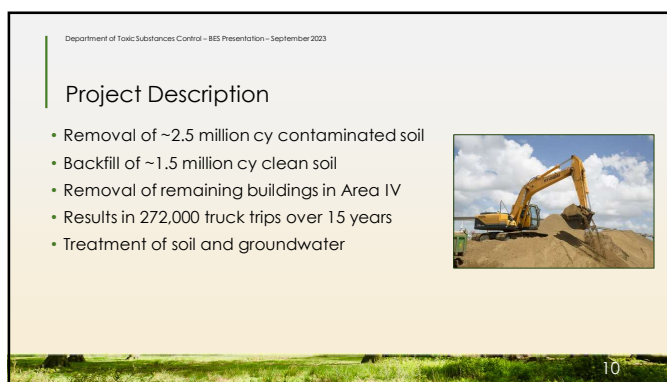 Department of Toxic Substances Control – BES Presentation – September 2023
Project Description
• Removal of ~2.5 million cy contaminated soil
• Backfill of ~1.5 million cy clean soil
• Removal of remaining buildings in Area IV
• Results in 272,000 truck trips over 15 years
• Treatment of soil and groundwater
10